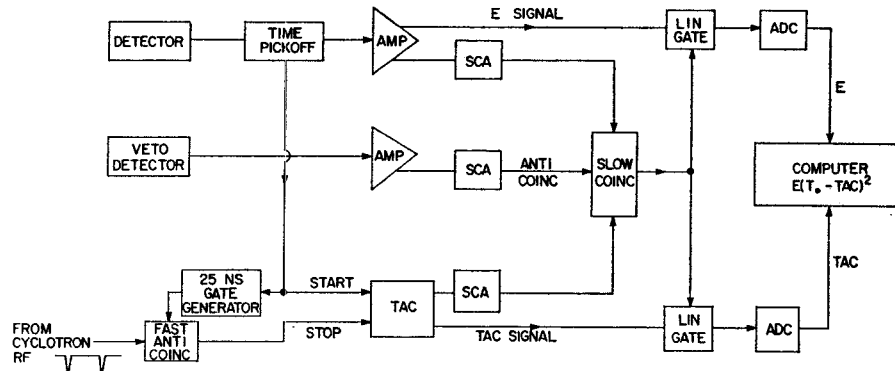 DETECTOR
TIME
PICKOFF
AMP
E SIGNAL
SCA
LIN
GATE
ADC
E
VETO
DETECTOR
AMP
SCA
ANTI
COINC
SLOW
COINC
COMPUTER
E(T₀ - TAC)²
25 NS
GATE
GENERATOR
START
TAC
SCA
TAC
FROM
CYCLOTRON
RF
FAST
ANTI
COINC
STOP
TAC SIGNAL
LIN
GATE
ADC